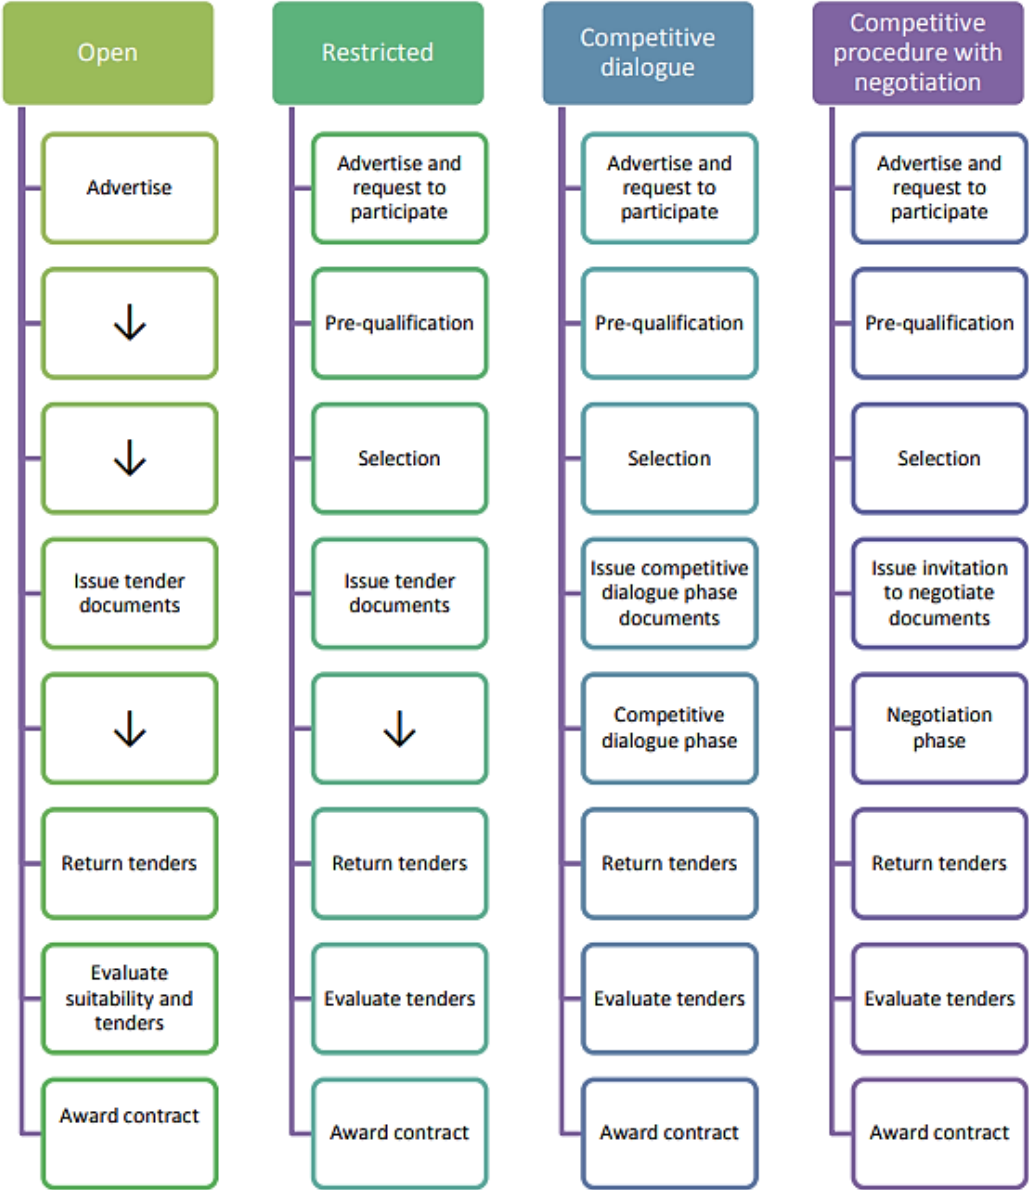 Open
Advertise
↓
↓
Issue tender
documents
↓
Return tenders
Evaluate
suitability and
tenders
Award contract
Restricted
Advertise and
request to
participate
Pre-qualification
Selection
Issue tender
documents
↓
Return tenders
Evaluate tenders
Award contract
Competitive
dialogue
Advertise and
request to
participate
Pre-qualification
Selection
Issue competitive
dialogue phase
documents
Competitive
dialogue phase
Return tenders
Evaluate tenders
Award contract
Competitive
procedure with
negotiation
Advertise and
request to
participate
Pre-qualification
Selection
Issue invitation
to negotiate
documents
Negotiation
phase
Return tenders
Evaluate tenders
Award contract